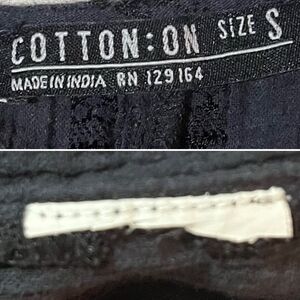 COTTON:ON SIZE S
MADE IN INDIA RN 129164